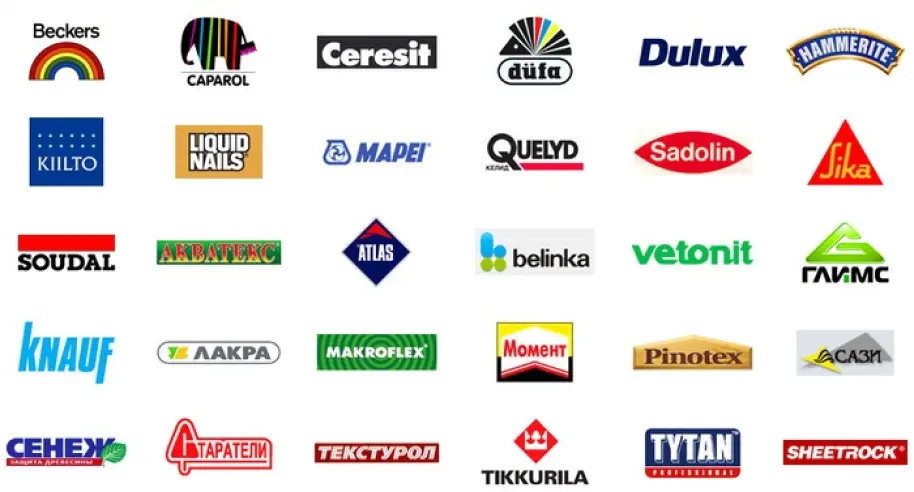 Beckers
CAPAROL
Ceresit
düfa
Dulux
HAMMERITE
KIILTO
LIQUID
NAILS®
MAPEI®
QUELYD
КЕЛИД
Sadolin
Sika
SOUDAL
АКВАТЕКС
ATLAS
belinka
vetonit
ГЛИМС
KNAUF
ЛАКРА
MAKROFLEX®
Момент
Pinotex
САЗИ
СЕНЕЖ
ЗАЩИТА ДРЕВЕСИНЫ
СТАРАТЕЛИ
ТЕКСТУРОЛ
TIKKURILA
TYTAN
PROFESSIONAL
SHEETROCK®